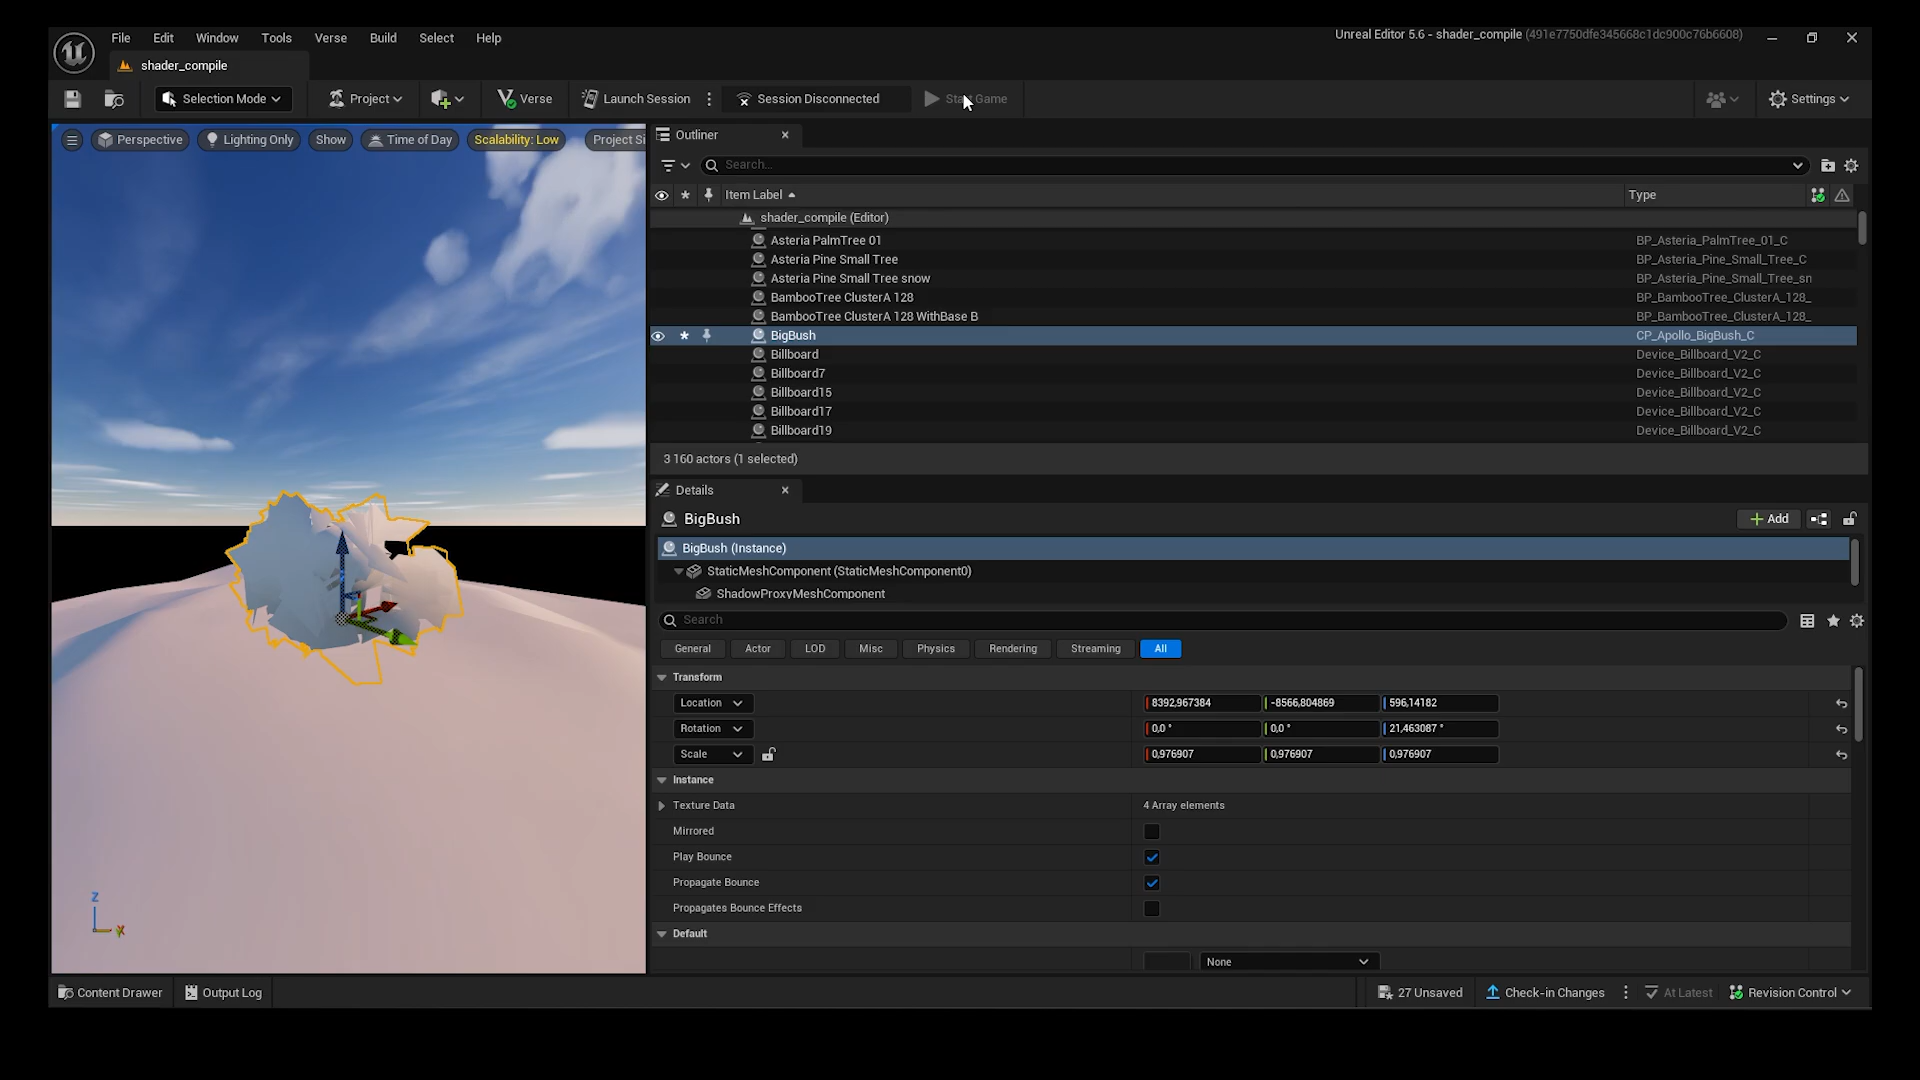 File Edit Window Tools Verse Build Select Help
Unreal Editor 5.6 - shader_compile (491e7750dfe345668c1dc900c76b6608)
shader_compile
Selection Mode Project Verse Launch Session Session Disconnected Start Game Settings
Perspective Lighting Only Show Time of Day Scalability: Low Project Si
Outliner
Search...
Item Label Type
shader_compile (Editor)
Asteria PalmTree 01 BP_Asteria_PalmTree_01_C
Asteria Pine Small Tree BP_Asteria_Pine_Small_Tree_C
Asteria Pine Small Tree snow BP_Asteria_Pine_Small_Tree_sn
BambooTree ClusterA 128 BP_BambooTree_ClusterA_128_
BambooTree ClusterA 128 WithBase B BP_BambooTree_ClusterA_128_
BigBush CP_Apollo_BigBush_C
Billboard Device_Billboard_V2_C
Billboard7 Device_Billboard_V2_C
Billboard15 Device_Billboard_V2_C
Billboard17 Device_Billboard_V2_C
Billboard19 Device_Billboard_V2_C
3 160 actors (1 selected)
Details
BigBush
Add
BigBush (Instance)
StaticMeshComponent (StaticMeshComponent0)
ShadowProxyMeshComponent
Search
General Actor LOD Misc Physics Rendering Streaming All
Transform
Location 8392,967384 -8566,804869 596,14182
Rotation 0,0 ° 0,0 ° 21,463087 °
Scale 0,976907 0,976907 0,976907
Instance
Texture Data 4 Array elements
Mirrored
Play Bounce
Propagate Bounce
Propagates Bounce Effects
Default
None
Z
Content Drawer Output Log 27 Unsaved Check-in Changes At Latest Revision Control